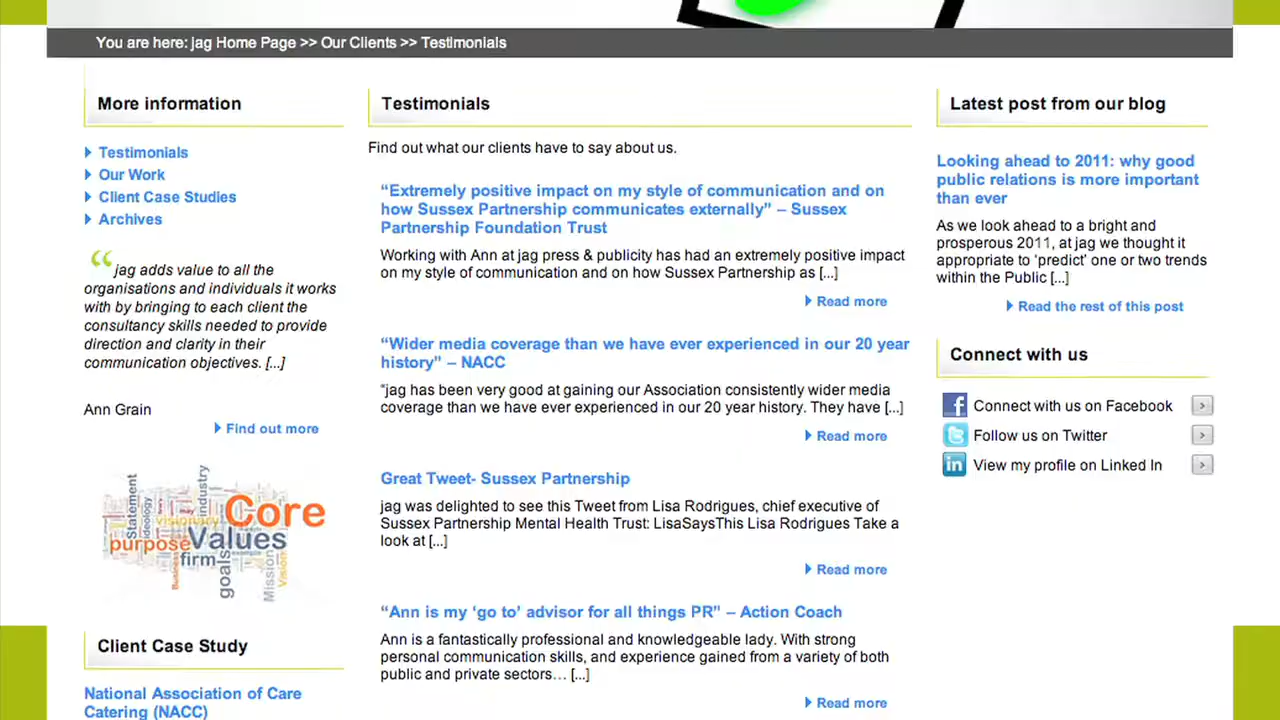 You are here: jag Home Page >> Our Clients >> Testimonials
More information
Testimonials
Our Work
Client Case Studies
Archives
“ jag adds value to all the
organisations and individuals it works
with by bringing to each client the
consultancy skills needed to provide
direction and clarity in their
communication objectives. [...]
Ann Grain
Find out more
Statement
ideology
industry
may
visionary
Core
purpose
Values
firm
Business
goals
Mission
Vision
example
Client Case Study
National Association of Care
Catering (NACC)
Testimonials
Find out what our clients have to say about us.
“Extremely positive impact on my style of communication and on
how Sussex Partnership communicates externally” – Sussex
Partnership Foundation Trust
Working with Ann at jag press & publicity has had an extremely positive impact
on my style of communication and on how Sussex Partnership as [...]
Read more
“Wider media coverage than we have ever experienced in our 20 year
history” – NACC
“jag has been very good at gaining our Association consistently wider media
coverage than we have ever experienced in our 20 year history. They have [...]
Read more
Great Tweet- Sussex Partnership
jag was delighted to see this Tweet from Lisa Rodrigues, chief executive of
Sussex Partnership Mental Health Trust: LisaSaysThis Lisa Rodrigues Take a
look at [...]
Read more
“Ann is my ‘go to’ advisor for all things PR” – Action Coach
Ann is a fantastically professional and knowledgeable lady. With strong
personal communication skills, and experience gained from a variety of both
public and private sectors… [...]
Read more
Latest post from our blog
Looking ahead to 2011: why good
public relations is more important
than ever
As we look ahead to a bright and
prosperous 2011, at jag we thought it
appropriate to ‘predict’ one or two trends
within the Public [...]
Read the rest of this post
Connect with us
f Connect with us on Facebook
t Follow us on Twitter
in View my profile on Linked In